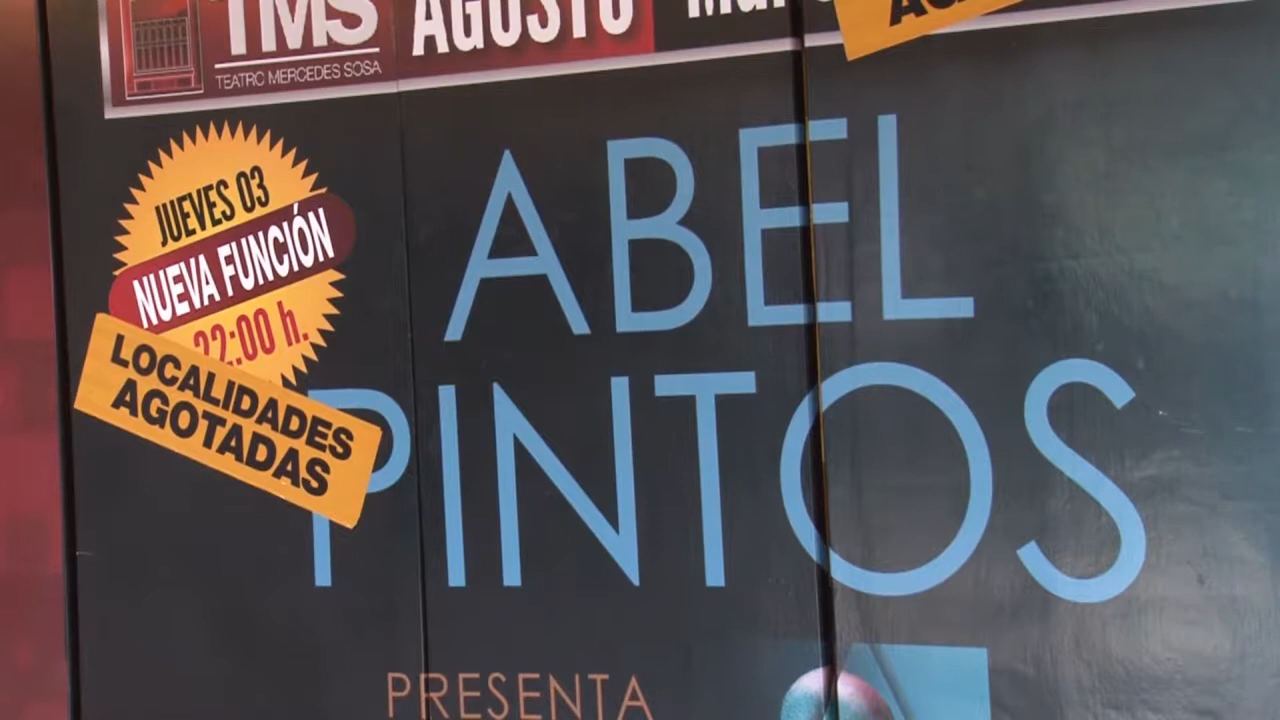 TMS
TEATRO MERCEDES SOSA
AGOSTO
JUEVES 03
NUEVA FUNCIÓN
22:00 h.
LOCALIDADES
AGOTADAS
ABEL
PINTOS
PRESENTA